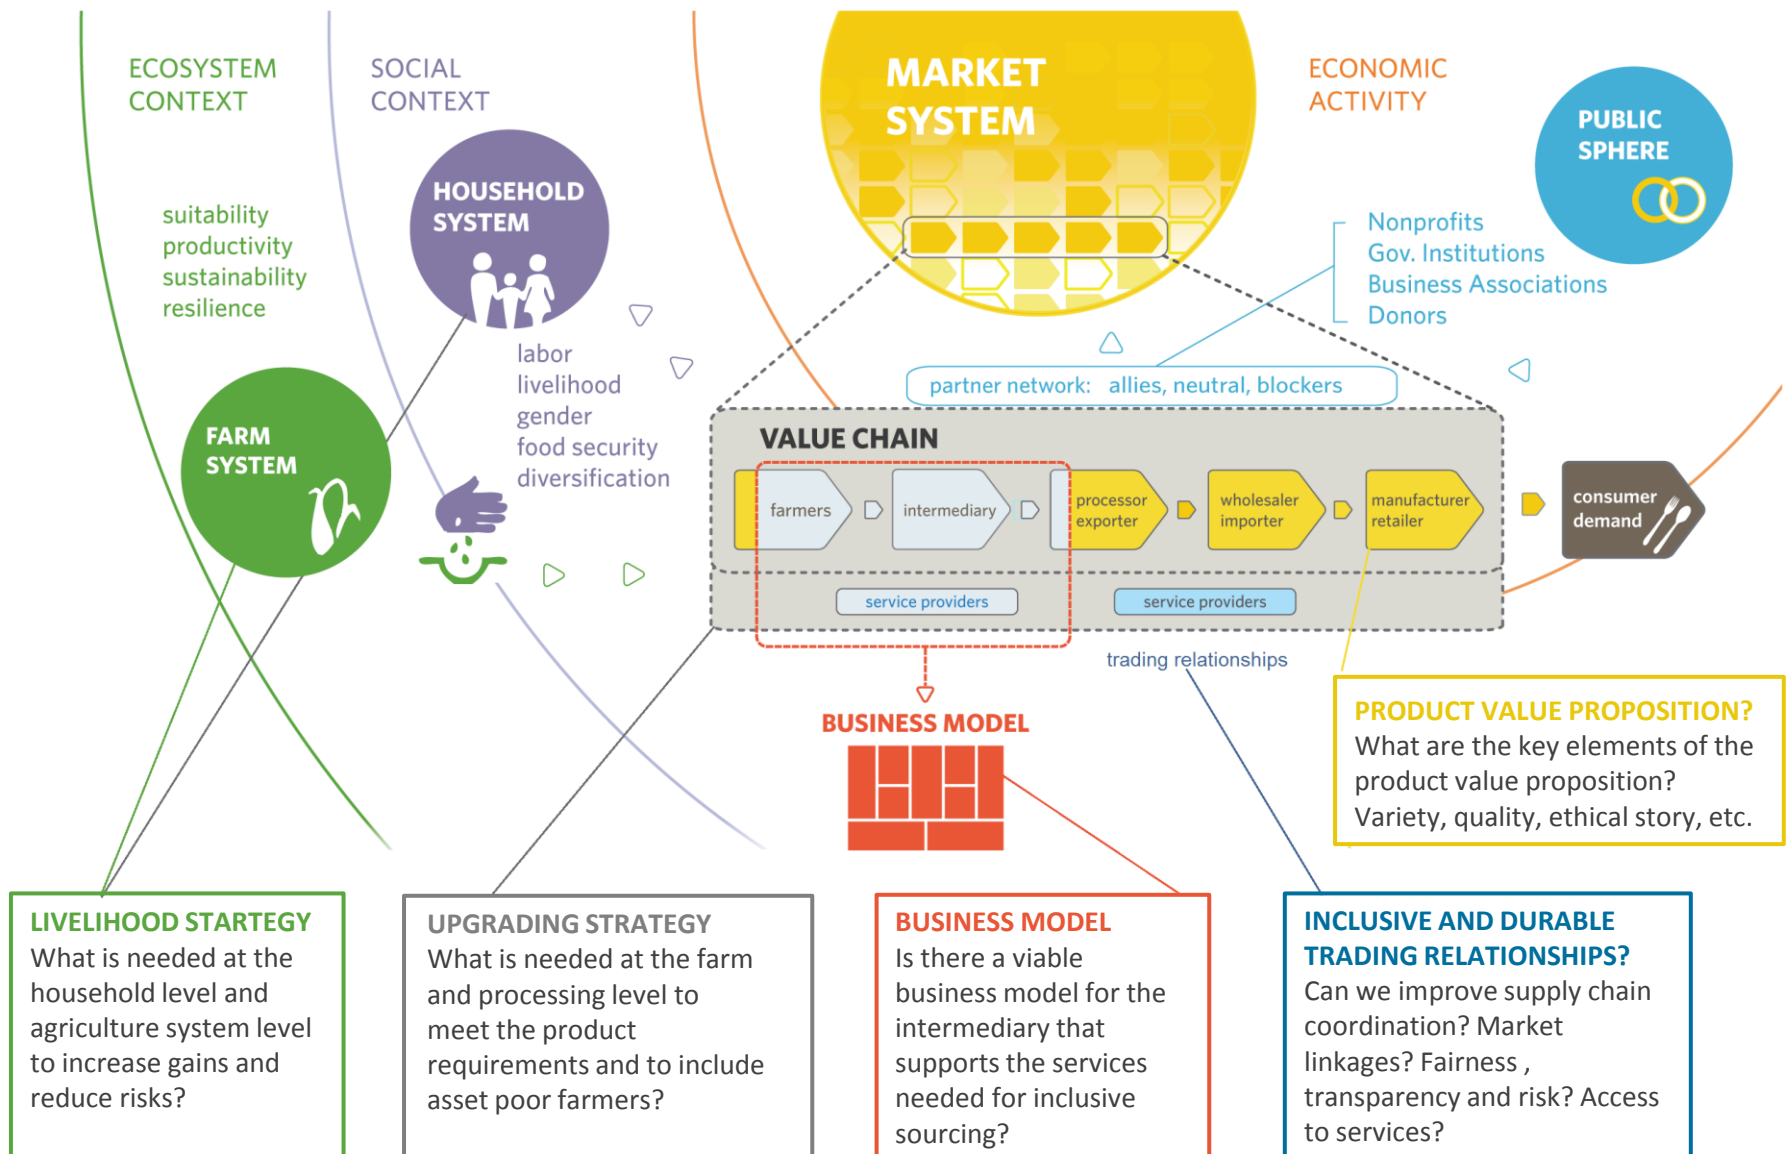 ECOSYSTEM
CONTEXT
SOCIAL
CONTEXT
MARKET
SYSTEM
ECONOMIC
ACTIVITY
PUBLIC
SPHERE
suitability
productivity
sustainability
resilience
HOUSEHOLD
SYSTEM
Nonprofits
Gov. Institutions
Business Associations
Donors
labor
livelihood
gender
food security
diversification
partner network: allies, neutral, blockers
FARM
SYSTEM
VALUE CHAIN
farmers
intermediary
processor
exporter
wholesaler
importer
manufacturer
retailer
consumer
demand
service providers
service providers
trading relationships
BUSINESS MODEL
PRODUCT VALUE PROPOSITION?
What are the key elements of the
product value proposition?
Variety, quality, ethical story, etc.
LIVELIHOOD STARTEGY
What is needed at the
household level and
agriculture system level
to increase gains and
reduce risks?
UPGRADING STRATEGY
What is needed at the farm
and processing level to
meet the product
requirements and to include
asset poor farmers?
BUSINESS MODEL
Is there a viable
business model for the
intermediary that
supports the services
needed for inclusive
sourcing?
INCLUSIVE AND DURABLE
TRADING RELATIONSHIPS?
Can we improve supply chain
coordination? Market
linkages? Fairness ,
transparency and risk? Access
to services?